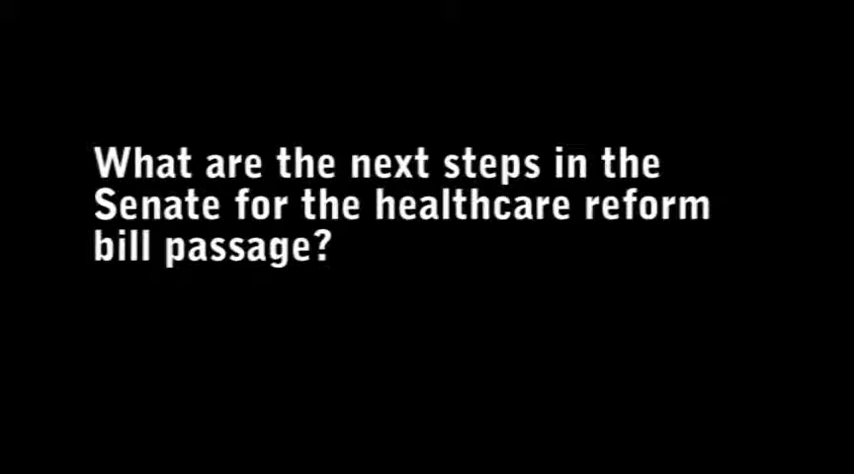 What are the next steps in the
Senate for the healthcare reform
bill passage?